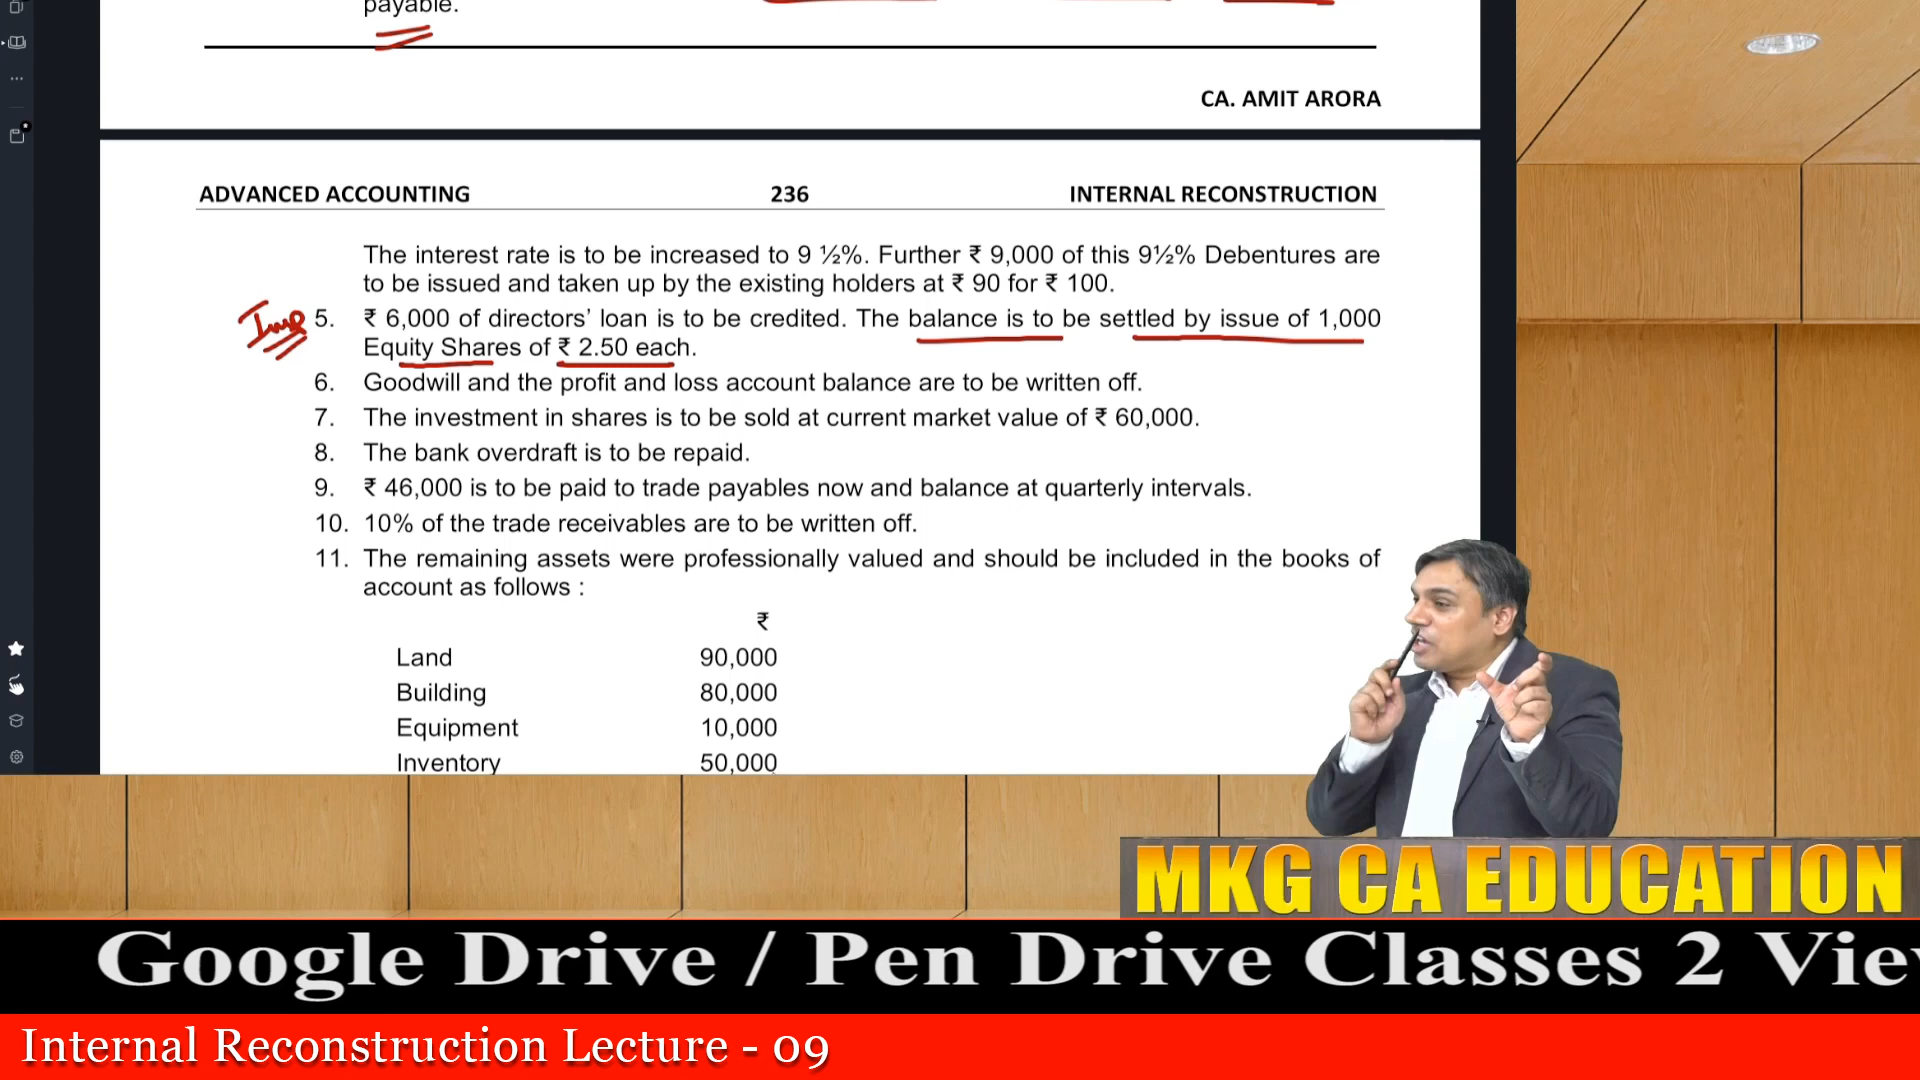 payable.
CA. AMIT ARORA
ADVANCED ACCOUNTING 236 INTERNAL RECONSTRUCTION
The interest rate is to be increased to 9 ½%. Further ₹ 9,000 of this 9½% Debentures are
to be issued and taken up by the existing holders at ₹ 90 for ₹ 100.
Imp 5. ₹ 6,000 of directors’ loan is to be credited. The balance is to be settled by issue of 1,000
Equity Shares of ₹ 2.50 each.
6. Goodwill and the profit and loss account balance are to be written off.
7. The investment in shares is to be sold at current market value of ₹ 60,000.
8. The bank overdraft is to be repaid.
9. ₹ 46,000 is to be paid to trade payables now and balance at quarterly intervals.
10. 10% of the trade receivables are to be written off.
11. The remaining assets were professionally valued and should be included in the books of
account as follows :
₹
Land 90,000
Building 80,000
Equipment 10,000
Inventory 50,000
MKG CA EDUCATION
Google Drive / Pen Drive Classes 2 Vie
Internal Reconstruction Lecture - 09